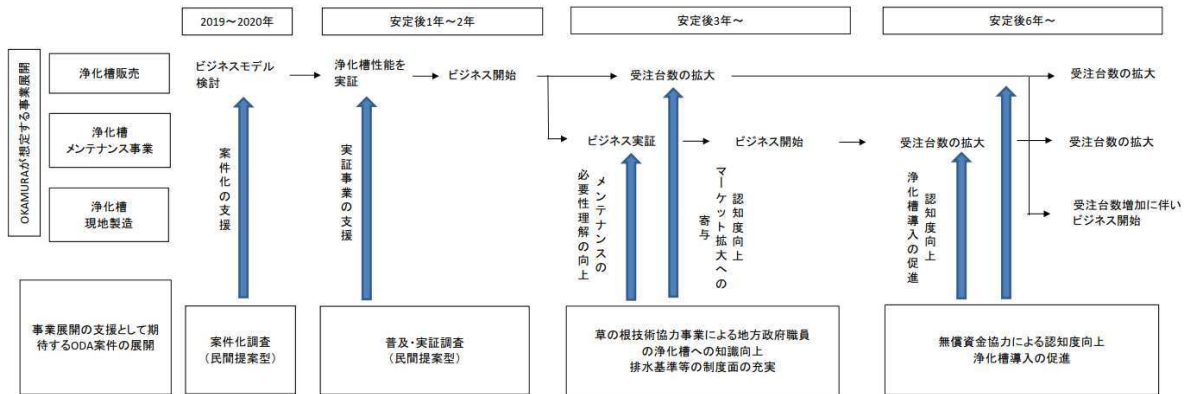 2019～2020年
安定後1年～2年
安定後3年～
安定後6年～
OKAMURAが想定する事業展開
浄化槽販売
ビジネスモデル
検討
浄化槽性能を
実証
ビジネス開始
受注台数の拡大
受注台数の拡大
浄化槽
メンテナンス事業
ビジネス実証
ビジネス開始
受注台数の拡大
受注台数の拡大
浄化槽
現地製造
受注台数増加に伴い
ビジネス開始
案件化の支援
実証事業の支援
メンテナンスの
必要性理解の向上
認知度向上
マーケット拡大への
寄与
認知度向上
浄化槽導入の促進
事業展開の支援として期
待するODA案件の展開
案件化調査
（民間提案型）
普及・実証調査
（民間提案型）
草の根技術協力事業による地方政府職員
の浄化槽への知識向上
排水基準等の制度面の充実
無償資金協力による認知度向上
浄化槽導入の促進